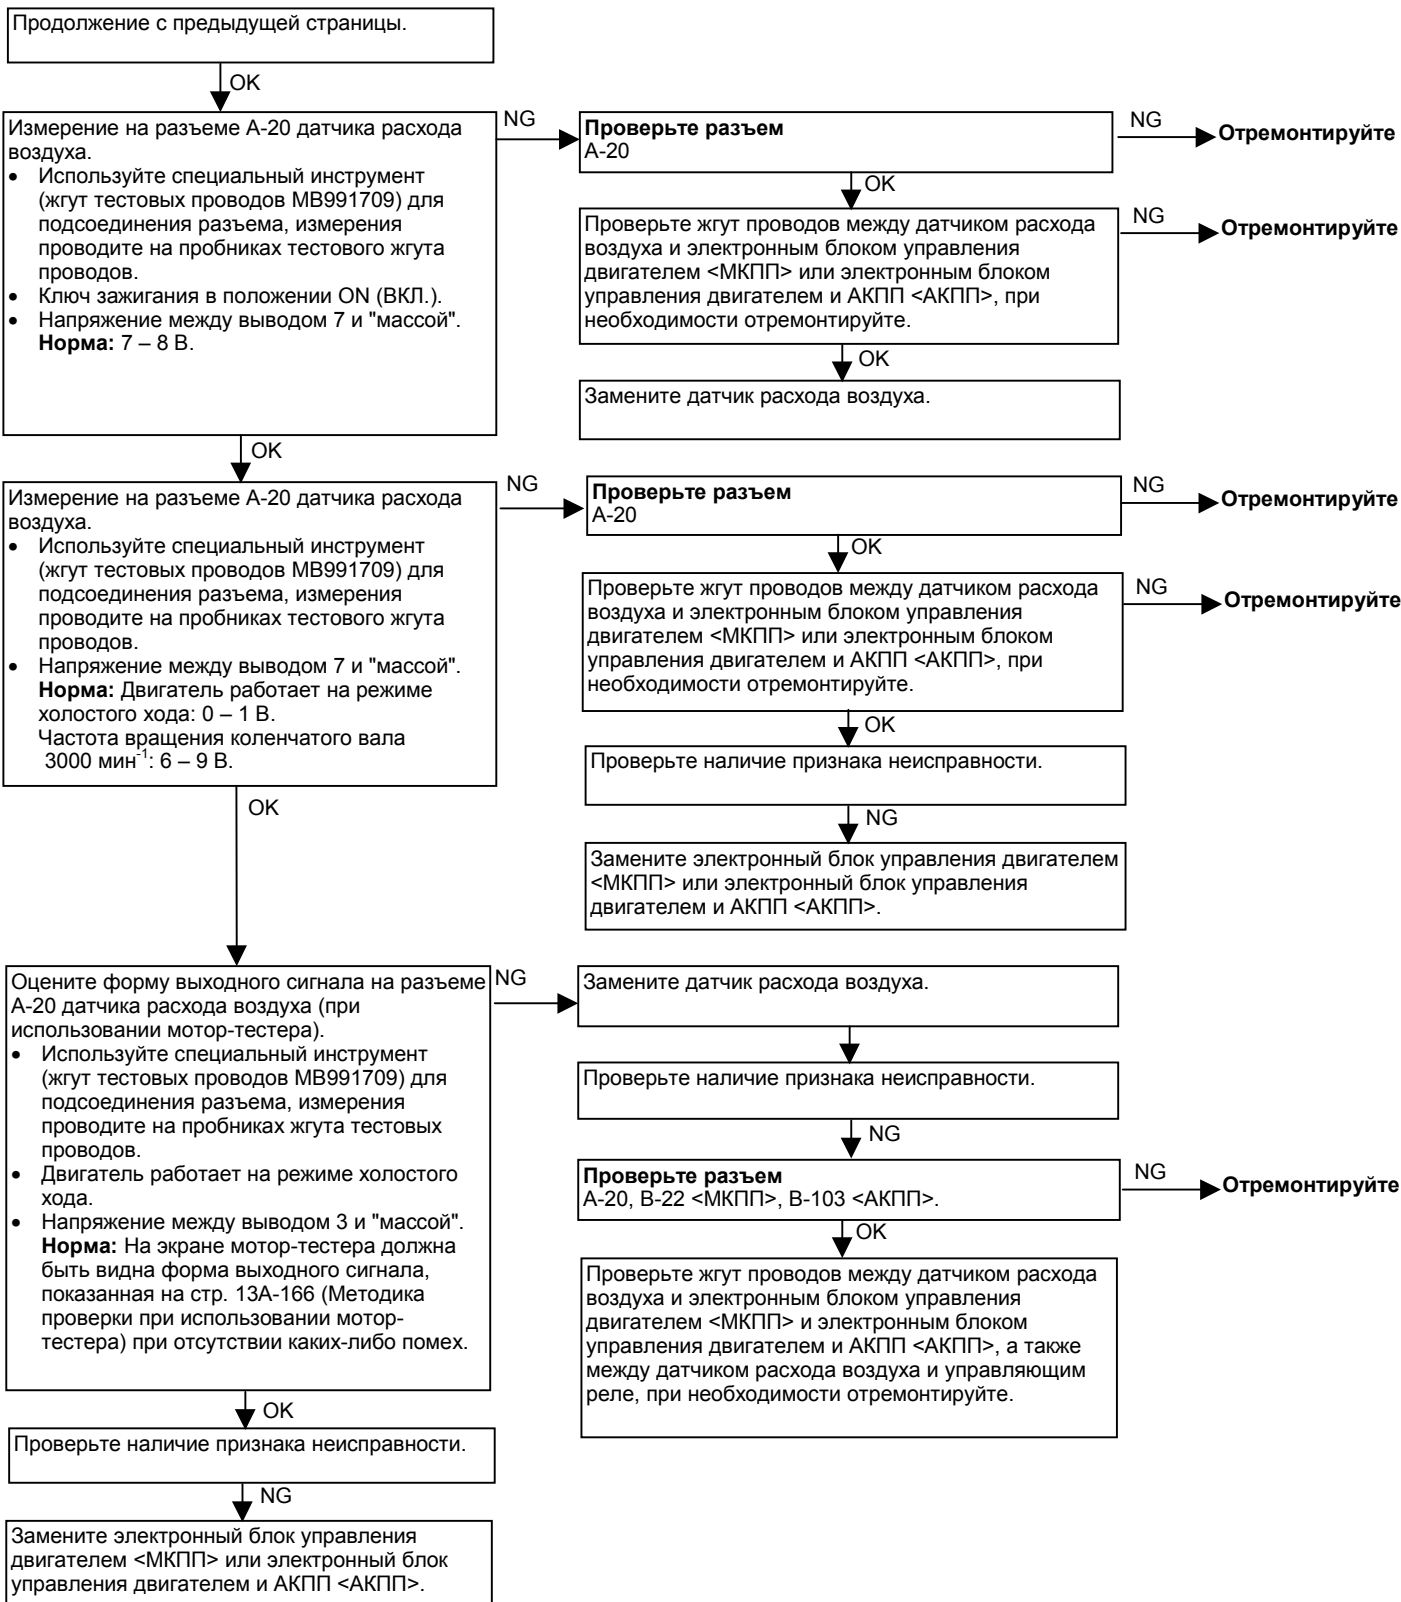 Продолжение с предыдущей страницы.
OK
Измерение на разъеме А-20 датчика расхода
воздуха.
• Используйте специальный инструмент
(жгут тестовых проводов MB991709) для
подсоединения разъема, измерения
проводите на пробниках тестового жгута
проводов.
• Ключ зажигания в положении ON (ВКЛ.).
• Напряжение между выводом 7 и "массой".
Норма: 7 – 8 В.
NG
Проверьте разъем
А-20
NG
Отремонтируйте
OK
Проверьте жгут проводов между датчиком расхода
воздуха и электронным блоком управления
двигателем <МКПП> или электронным блоком
управления двигателем и АКПП <АКПП>, при
необходимости отремонтируйте.
NG
Отремонтируйте
OK
Замените датчик расхода воздуха.
OK
Измерение на разъеме А-20 датчика расхода
воздуха.
• Используйте специальный инструмент
(жгут тестовых проводов MB991709) для
подсоединения разъема, измерения
проводите на пробниках тестового жгута
проводов.
• Напряжение между выводом 7 и "массой".
Норма: Двигатель работает на режиме
холостого хода: 0 – 1 В.
Частота вращения коленчатого вала
3000 мин⁻¹: 6 – 9 В.
NG
Проверьте разъем
А-20
NG
Отремонтируйте
OK
Проверьте жгут проводов между датчиком расхода
воздуха и электронным блоком управления
двигателем <МКПП> или электронным блоком
управления двигателем и АКПП <АКПП>, при
необходимости отремонтируйте.
NG
Отремонтируйте
OK
Проверьте наличие признака неисправности.
NG
Замените электронный блок управления двигателем
<МКПП> или электронный блок управления
двигателем и АКПП <АКПП>.
OK
Оцените форму выходного сигнала на разъеме
А-20 датчика расхода воздуха (при
использовании мотор-тестера).
• Используйте специальный инструмент
(жгут тестовых проводов MB991709) для
подсоединения разъема, измерения
проводите на пробниках жгута тестовых
проводов.
• Двигатель работает на режиме холостого
хода.
• Напряжение между выводом 3 и "массой".
Норма: На экране мотор-тестера должна
быть видна форма выходного сигнала,
показанная на стр. 13А-166 (Методика
проверки при использовании мотор-
тестера) при отсутствии каких-либо помех.
NG
Замените датчик расхода воздуха.
Проверьте наличие признака неисправности.
NG
Проверьте разъем
А-20, В-22 <МКПП>, В-103 <АКПП>.
NG
Отремонтируйте
OK
Проверьте жгут проводов между датчиком расхода
воздуха и электронным блоком управления
двигателем <МКПП> и электронным блоком
управления двигателем и АКПП <АКПП>, а также
между датчиком расхода воздуха и управляющим
реле, при необходимости отремонтируйте.
OK
Проверьте наличие признака неисправности.
NG
Замените электронный блок управления
двигателем <МКПП> или электронный блок
управления двигателем и АКПП <АКПП>.